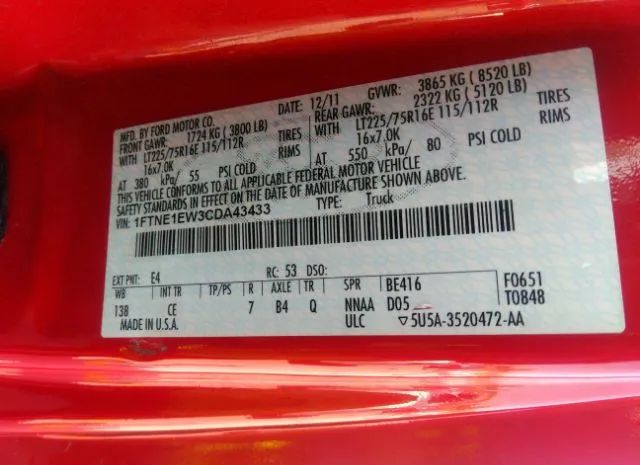 MFD. BY FORD MOTOR CO. DATE: 12/11 GVWR: 3865 KG ( 8520 LB)
FRONT GAWR: 1724 KG ( 3800 LB) REAR GAWR: 2322 KG ( 5120 LB)
WITH LT225/75R16E 115/112R TIRES WITH LT225/75R16E 115/112R TIRES
16x7.0K RIMS 16x7.0K RIMS
AT 380 kPa/ 55 PSI COLD AT 550 kPa/ 80 PSI COLD
THIS VEHICLE CONFORMS TO ALL APPLICABLE FEDERAL MOTOR VEHICLE
SAFETY STANDARDS IN EFFECT ON THE DATE OF MANUFACTURE SHOWN ABOVE.
1FTNE1EW3CDA43433 TYPE: Truck
EXT PNT: E4 RC: 53 DSO:
WB INT TR TP/PS R AXLE TR SPR BE416 F0651
138 CE 7 B4 Q NNAA D05 T0848
MADE IN U.S.A. ULC ▽5U5A-3520472-AA